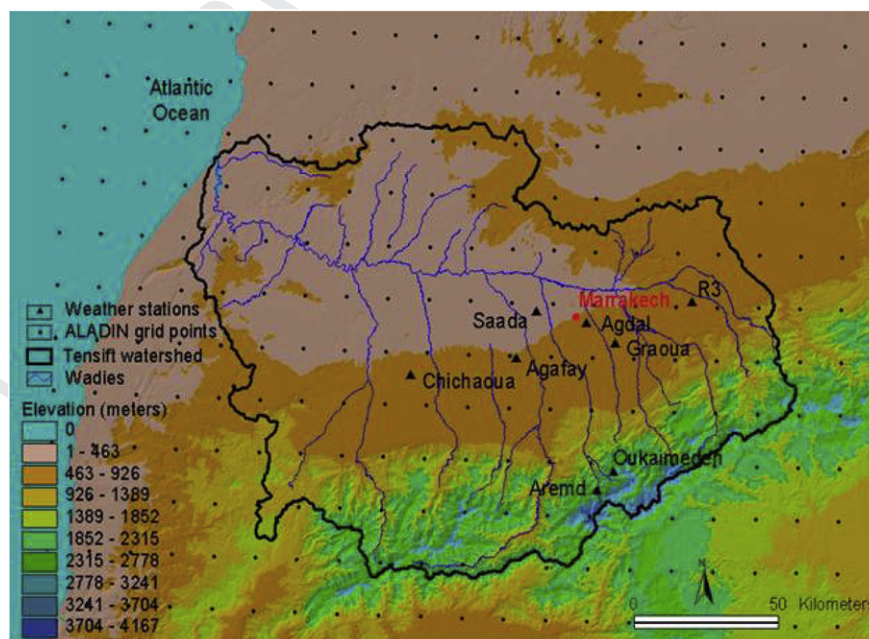 Atlantic
Ocean
Weather stations
ALADIN grid points
Tensift watershed
Wadies
Elevation (meters)
0
1 - 463
463 - 926
926 - 1389
1389 - 1852
1852 - 2315
2315 - 2778
2778 - 3241
3241 - 3704
3704 - 4167
R3
Marrakech
Saada
Agdal
Graoua
Agafay
Chichaoua
Oukaimeden
Aremd
N
0 50 Kilometers